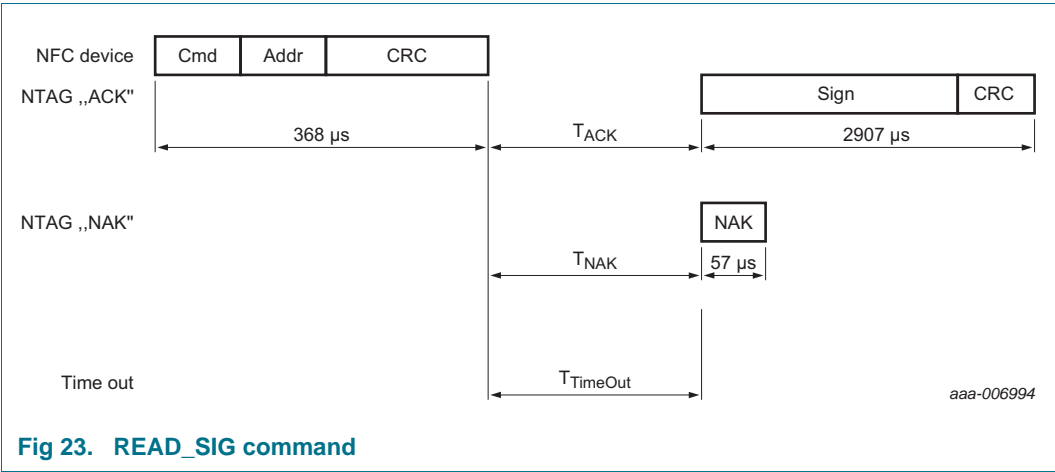 NFC device Cmd Addr CRC
NTAG ,,ACK" Sign CRC
368 µs TACK 2907 µs
NTAG ,,NAK" NAK
TNAK 57 µs
Time out TTimeOut aaa-006994
Fig 23. READ_SIG command